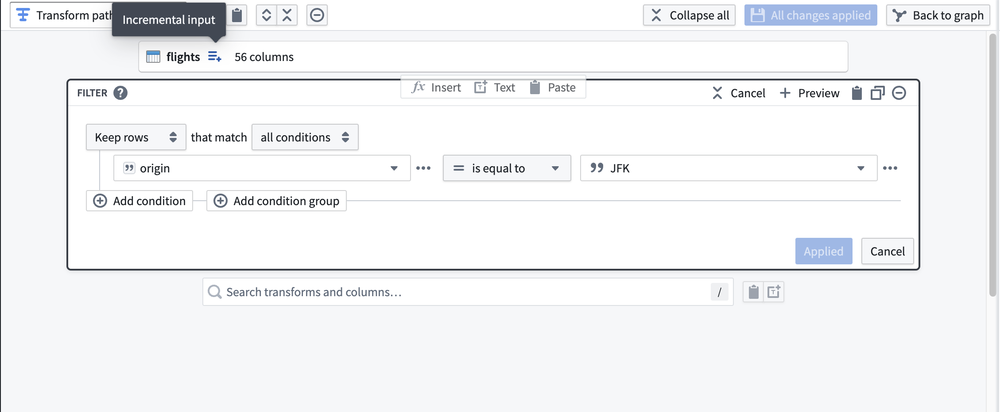 Transform path
Incremental input
Collapse all
All changes applied
Back to graph
flights 56 columns
fx Insert Text Paste
FILTER ? Cancel + Preview
Keep rows that match all conditions
origin ••• = is equal to JFK •••
Add condition Add condition group
Applied Cancel
Search transforms and columns… /